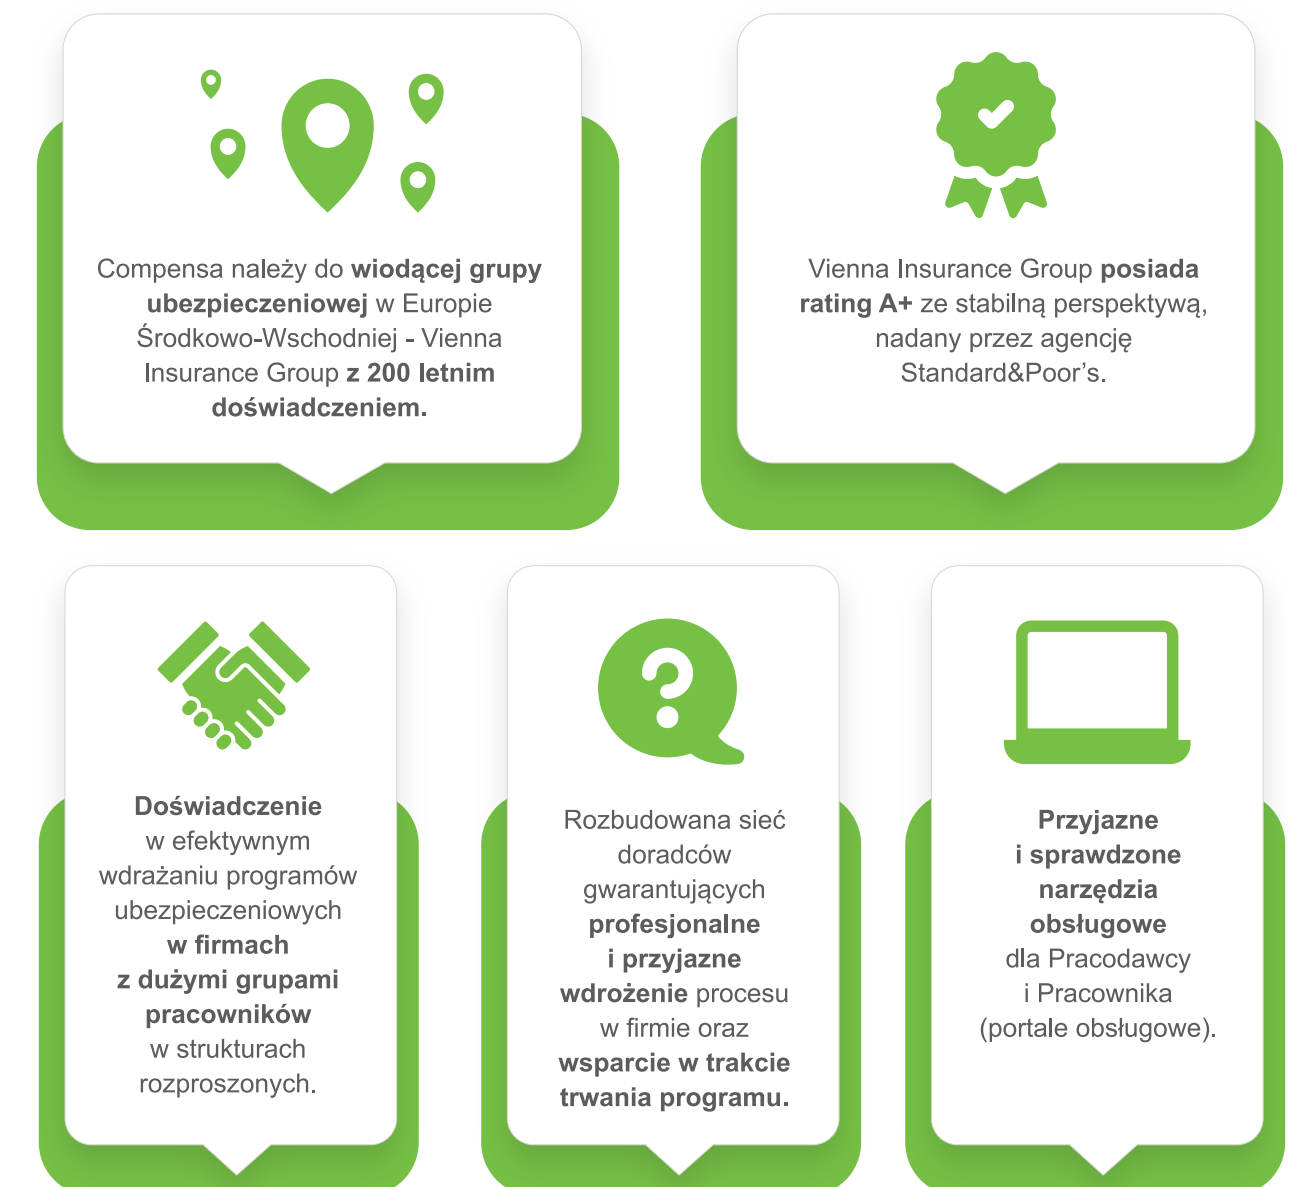 Compensa należy do wiodącej grupy
ubezpieczeniowej w Europie
Środkowo-Wschodniej - Vienna
Insurance Group z 200 letnim
doświadczeniem.
Vienna Insurance Group posiada
rating A+ ze stabilną perspektywą,
nadany przez agencję
Standard&Poor's.
Doświadczenie
w efektywnym
wdrażaniu programów
ubezpieczeniowych
w firmach
z dużymi grupami
pracowników
w strukturach
rozproszonych.
Rozbudowana sieć
doradców
gwarantujących
profesjonalne
i przyjazne
wdrożenie procesu
w firmie oraz
wsparcie w trakcie
trwania programu.
Przyjazne
i sprawdzone
narzędzia
obsługowe
dla Pracodawcy
i Pracownika
(portale obsługowe).